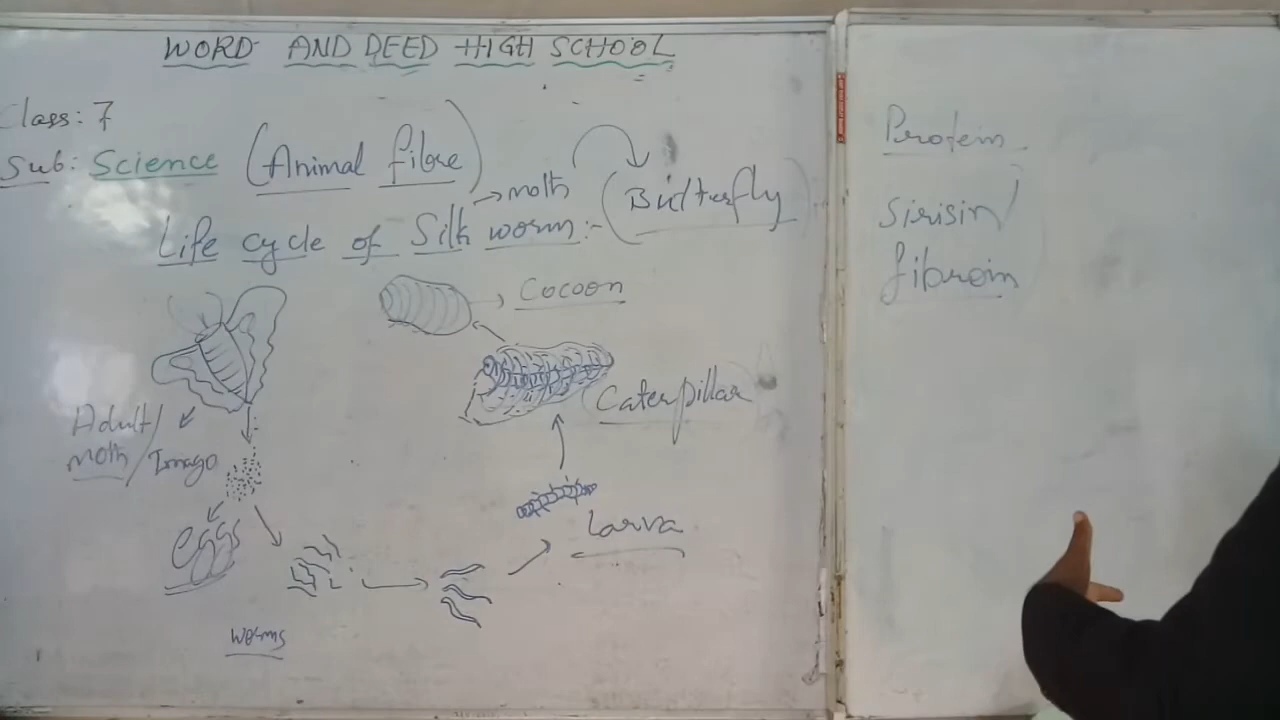 WORD AND DEED HIGH SCHOOL
Class: 7
Sub: Science (Animal fibre)
Life cycle of Silk worm:- (Butterfly)
→ moth
→ Cocoon
Caterpillar
Adult/
moth/Imago
eggs
Larva
worms
Protein
Sirisin
fibroin